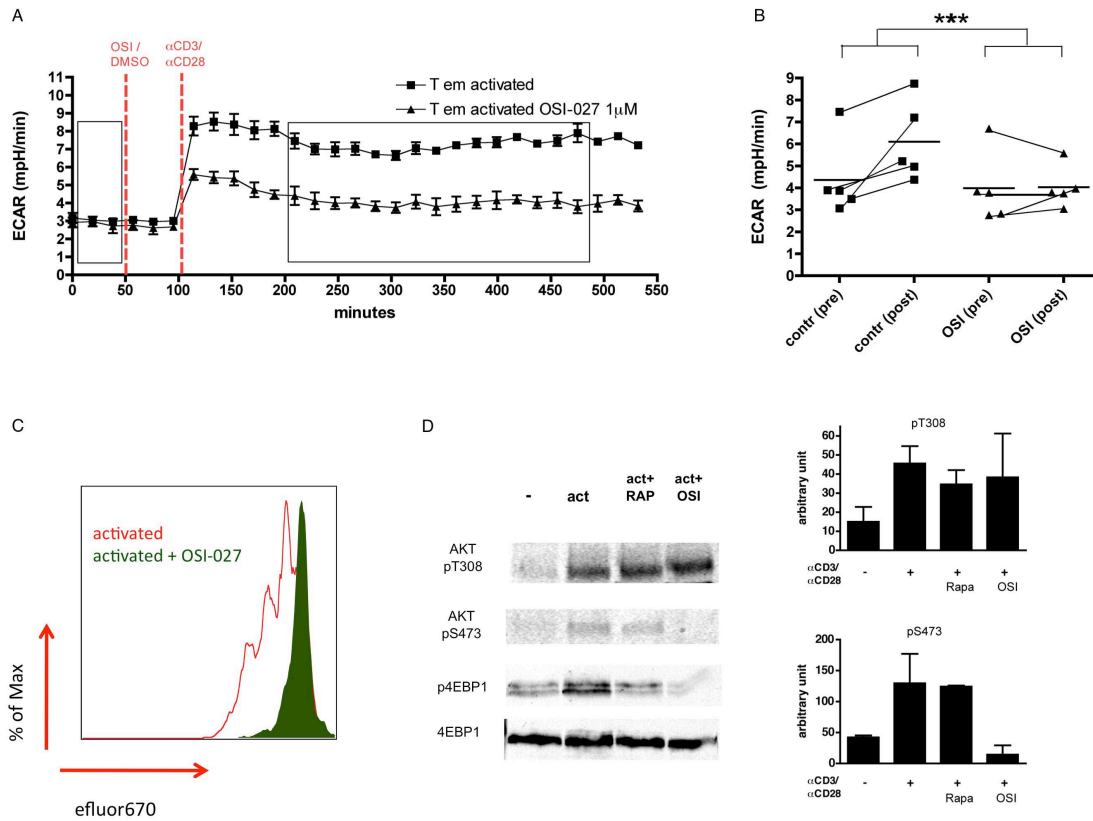 A
OSI /
DMSO
αCD3/
αCD28
T em activated
T em activated OSI-027 1μM
ECAR (mpH/min)
11
10
9
8
7
6
5
4
3
2
1
0
0 50 100 150 200 250 300 350 400 450 500 550
minutes
B
***
ECAR (mpH/min)
9
8
7
6
5
4
3
2
1
0
contr (pre)
contr (post)
OSI (pre)
OSI (post)
C
activated
activated + OSI-027
% of Max
efluor670
D
- act act+ RAP act+ OSI
AKT
pT308
AKT
pS473
p4EBP1
4EBP1
pT308
arbitrary unit
60
50
40
30
20
10
0
αCD3/
αCD28
- + + +
Rapa OSI
pS473
arbitrary unit
200
150
100
50
0
αCD3/
αCD28
- + + +
Rapa OSI